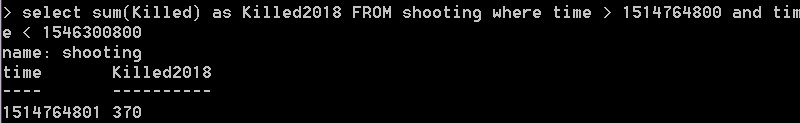 > select sum(Killed) as Killed2018 FROM shooting where time > 1514764800 and tim
e < 1546300800
name: shooting
time       Killed2018
----       ----------
1514764801 370